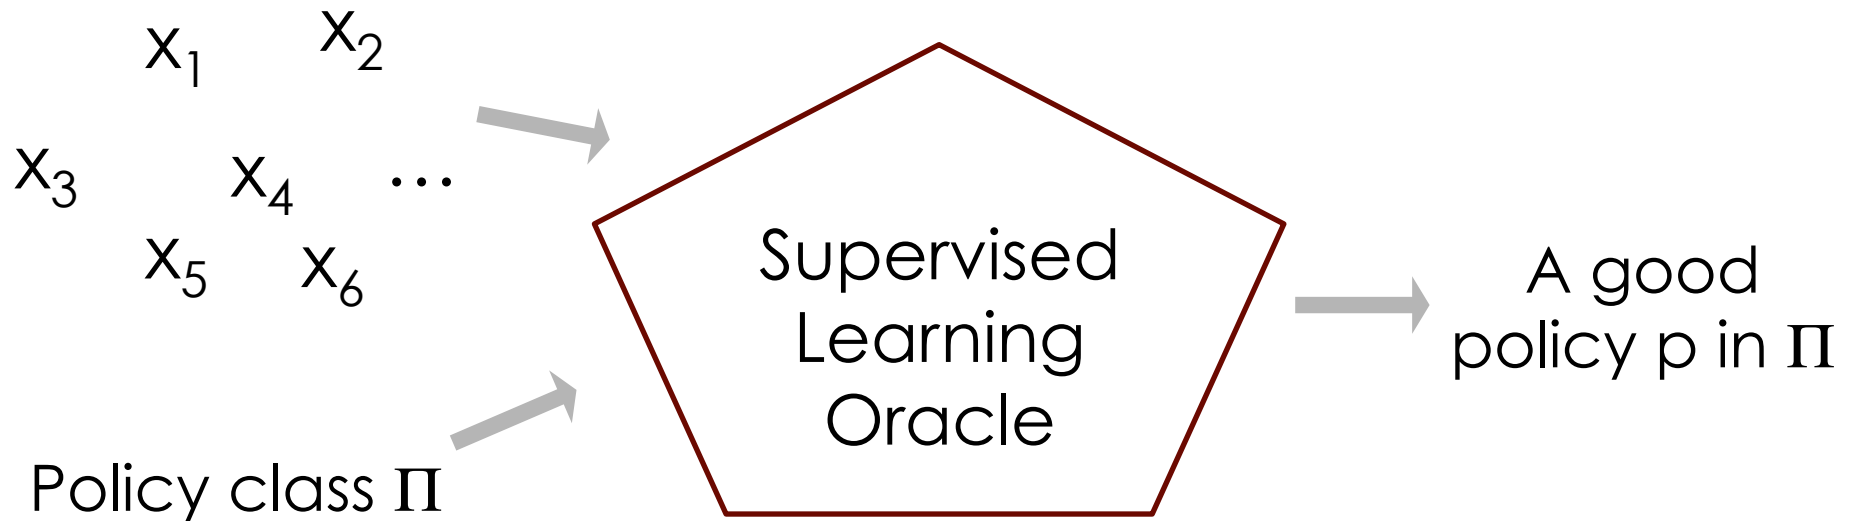 x₁ x₂
x₃ x₄ ...
x₅ x₆
Policy class Π
Supervised
Learning
Oracle
A good
policy p in Π